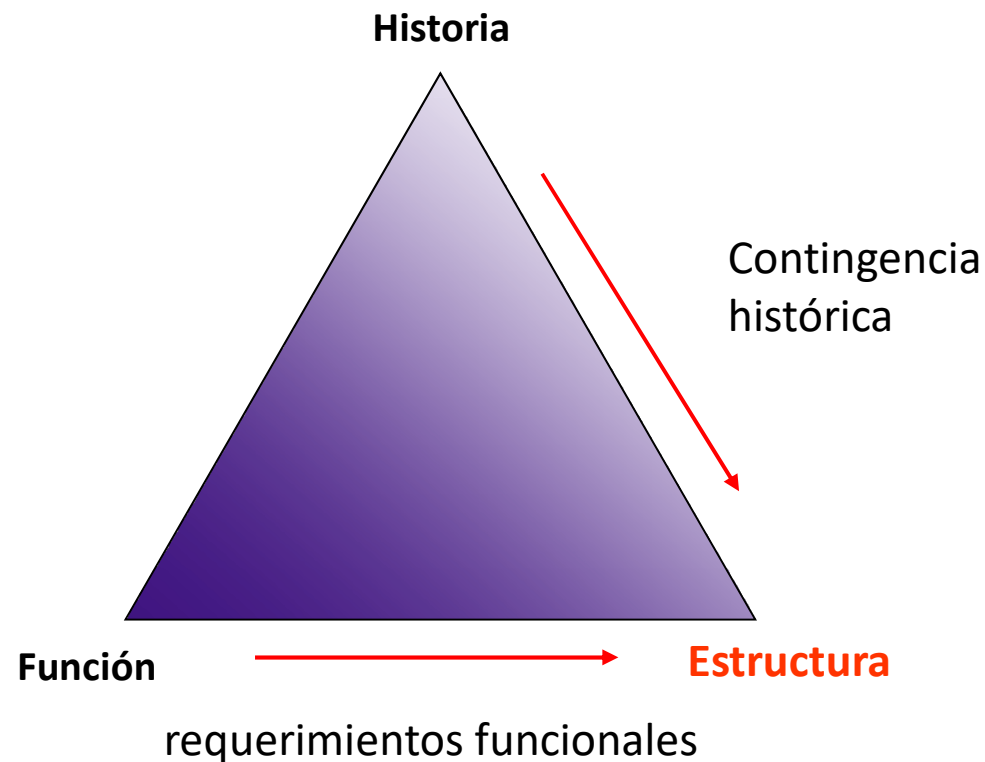 Historia
Contingencia
histórica
Función
Estructura
requerimientos funcionales